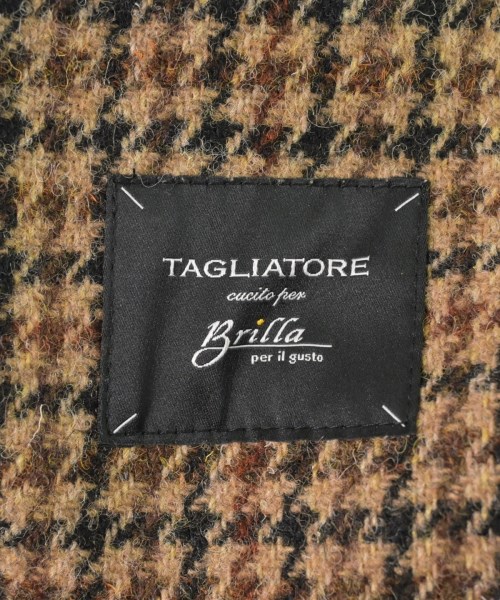 TAGLIATORE
cucito per
Brilla
per il gusto